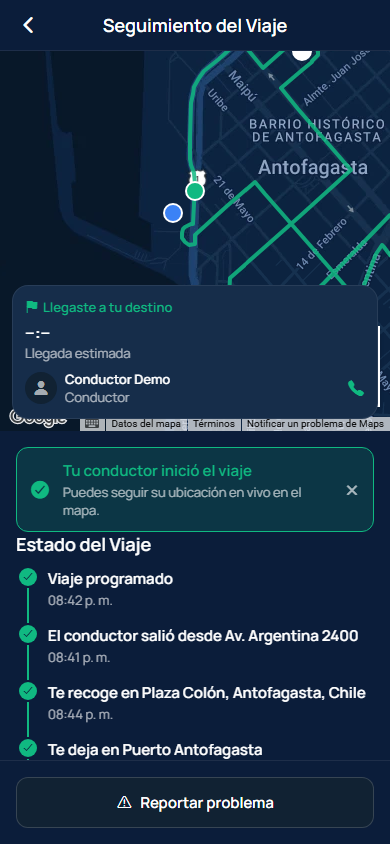 Seguimiento del Viaje
Maipú
Uribe
Almte. Juan José
BARRIO HISTÓRICO
DE ANTOFAGASTA
Antofagasta
21 de Mayo
14 de Febrero
Esmeralda
Llegaste a tu destino
--:--
Llegada estimada
Conductor Demo
Conductor
Google
Datos del mapa
Términos
Notificar un problema de Maps
Tu conductor inició el viaje
Puedes seguir su ubicación en vivo en el
mapa.
Estado del Viaje
Viaje programado
08:42 p. m.
El conductor salió desde Av. Argentina 2400
08:41 p. m.
Te recoge en Plaza Colón, Antofagasta, Chile
08:44 p. m.
Te deja en Puerto Antofagasta
Reportar problema